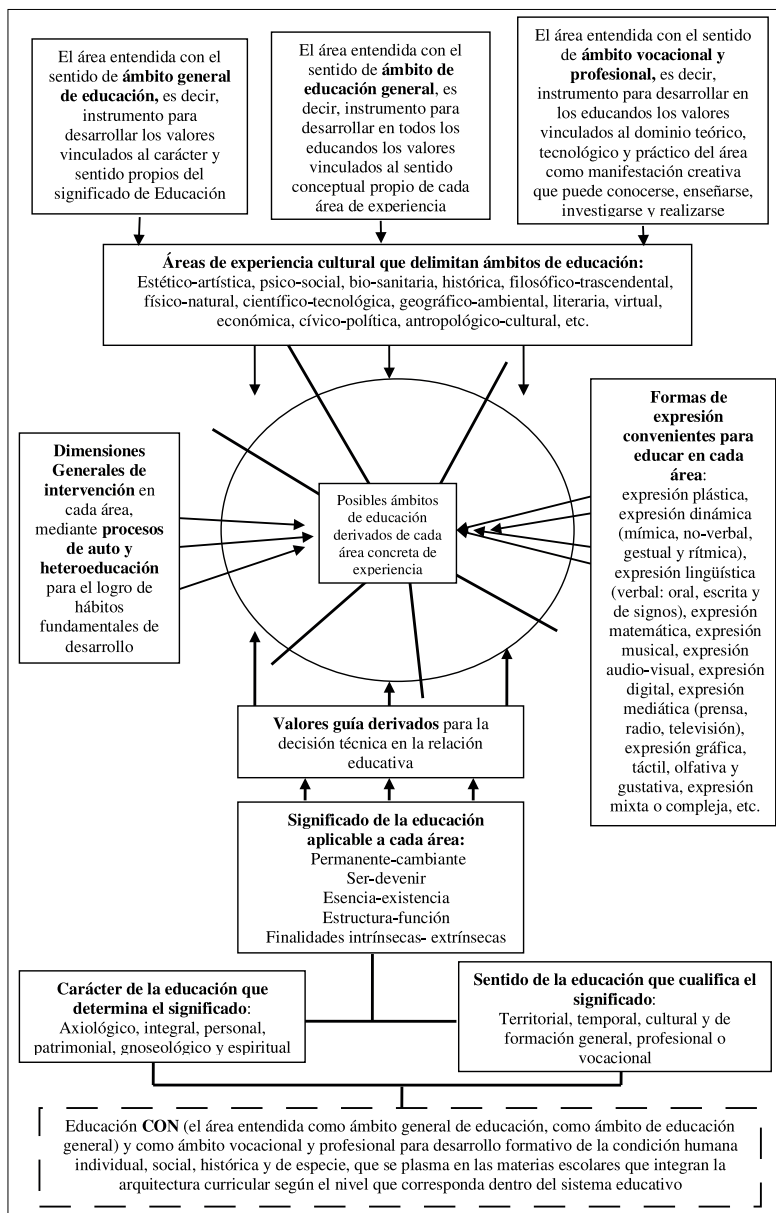 El área entendida con el
sentido de ámbito general
de educación, es decir,
instrumento para
desarrollar los valores
vinculados al carácter y
sentido propios del
significado de Educación
El área entendida con el
sentido de ámbito de
educación general, es
decir, instrumento para
desarrollar en todos los
educandos los valores
vinculados al sentido
conceptual propio de cada
área de experiencia
El área entendida con el sentido
de ámbito vocacional y
profesional, es decir,
instrumento para desarrollar en
los educandos los valores
vinculados al dominio teórico,
tecnológico y práctico del área
como manifestación creativa
que puede conocerse, enseñarse,
investigarse y realizarse
Áreas de experiencia cultural que delimitan ámbitos de educación:
Estético-artística, psico-social, bio-sanitaria, histórica, filosófico-trascendental,
físico-natural, científico-tecnológica, geográfico-ambiental, literaria, virtual,
económica, cívico-política, antropológico-cultural, etc.
Dimensiones
Generales de
intervención en
cada área,
mediante procesos
de auto y
heteroeducación
para el logro de
hábitos
fundamentales de
desarrollo
Posibles ámbitos
de educación
derivados de cada
área concreta de
experiencia
Formas de
expresión
convenientes para
educar en cada
área:
expresión plástica,
expresión dinámica
(mímica, no-verbal,
gestual y rítmica),
expresión lingüística
(verbal: oral, escrita y
de signos), expresión
matemática, expresión
musical, expresión
audio-visual, expresión
digital, expresión
mediática (prensa,
radio, televisión),
expresión gráfica,
táctil, olfativa y
gustativa, expresión
mixta o compleja, etc.
Valores guía derivados para la
decisión técnica en la relación
educativa
Significado de la educación
aplicable a cada área:
Permanente-cambiante
Ser-devenir
Esencia-existencia
Estructura-función
Finalidades intrínsecas- extrínsecas
Carácter de la educación que
determina el significado:
Axiológico, integral, personal,
patrimonial, gnoseológico y espiritual
Sentido de la educación que cualifica el
significado:
Territorial, temporal, cultural y de
formación general, profesional o
vocacional
Educación CON (el área entendida como ámbito general de educación, como ámbito de educación
general) y como ámbito vocacional y profesional para desarrollo formativo de la condición humana
individual, social, histórica y de especie, que se plasma en las materias escolares que integran la
arquitectura curricular según el nivel que corresponda dentro del sistema educativo